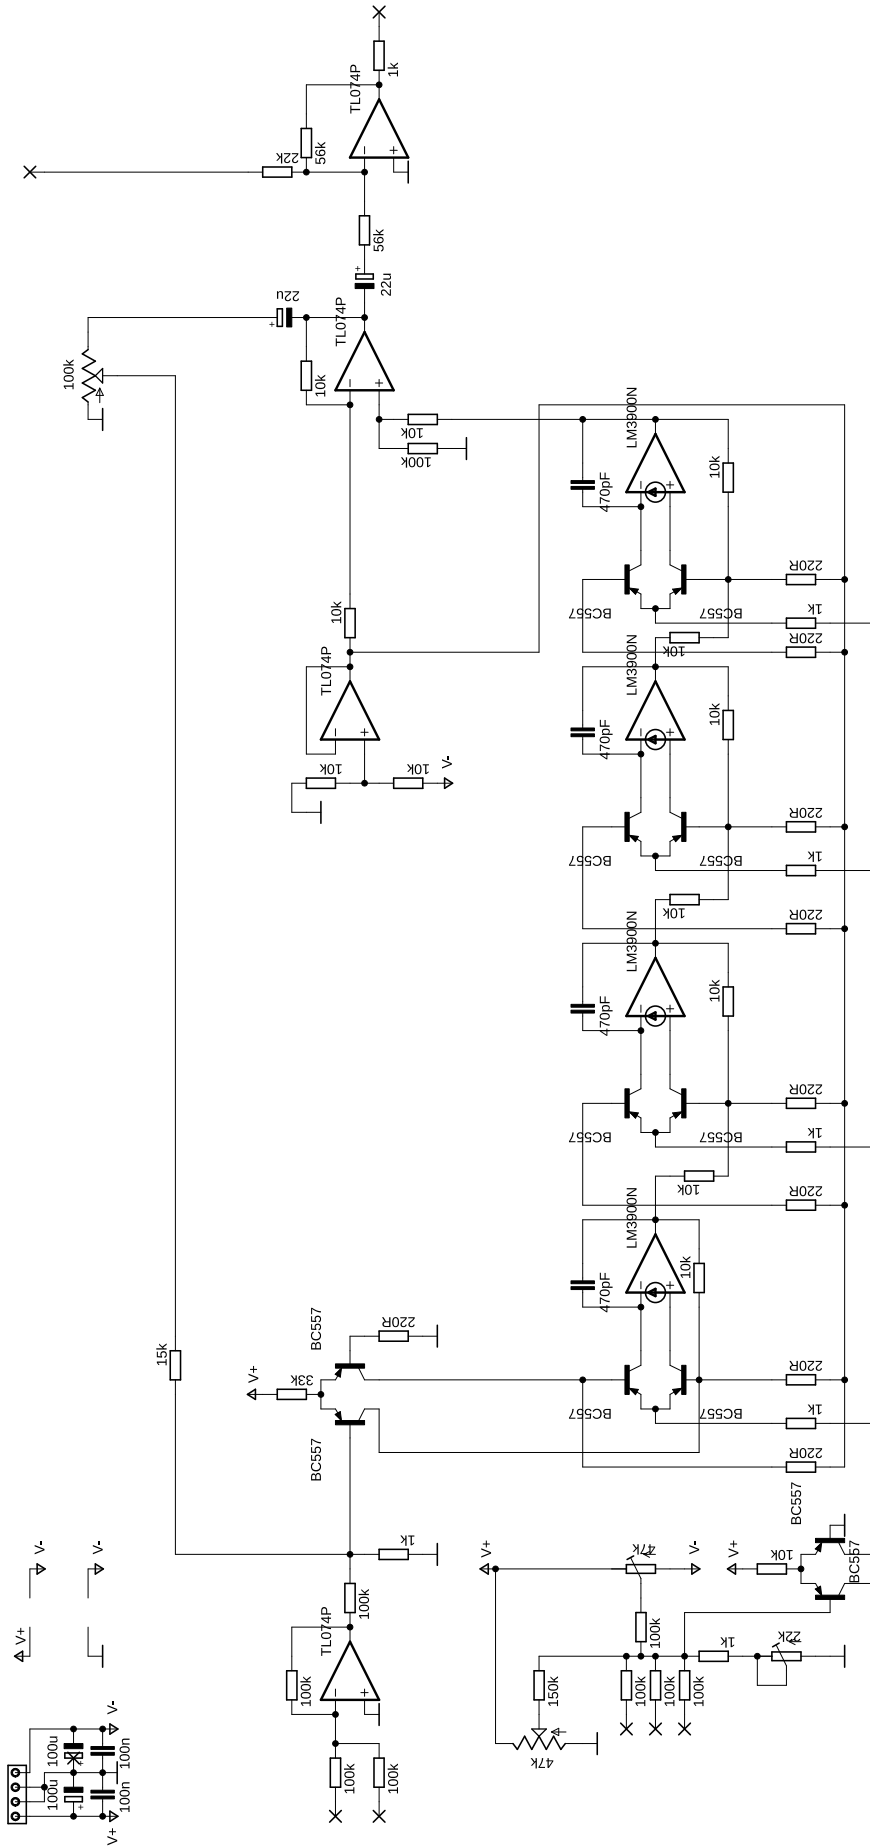 1k
TL074P
56k
22k
56k
22u
22u
TL074P
10k
100k
10k
100k
LM3900N
470pF
10k
220R
BC557
BC557
1k
220R
10k
10k
TL074P
10k
10k
V-
LM3900N
470pF
10k
220R
BC557
BC557
1k
10k
220R
LM3900N
470pF
10k
220R
BC557
BC557
1k
10k
220R
LM3900N
470pF
10k
BC557
220R
V+
33k
15k
BC557
220R
BC557
BC557
1k
220R
1k
100k
TL074P
100k
100k
100k
V-
V-
V+
V-
100u
100n
100u
100n
V+
V+
47k
V-
V+
10k
BC557
BC557
100k
150k
100k
100k
100k
1k
22k
47k